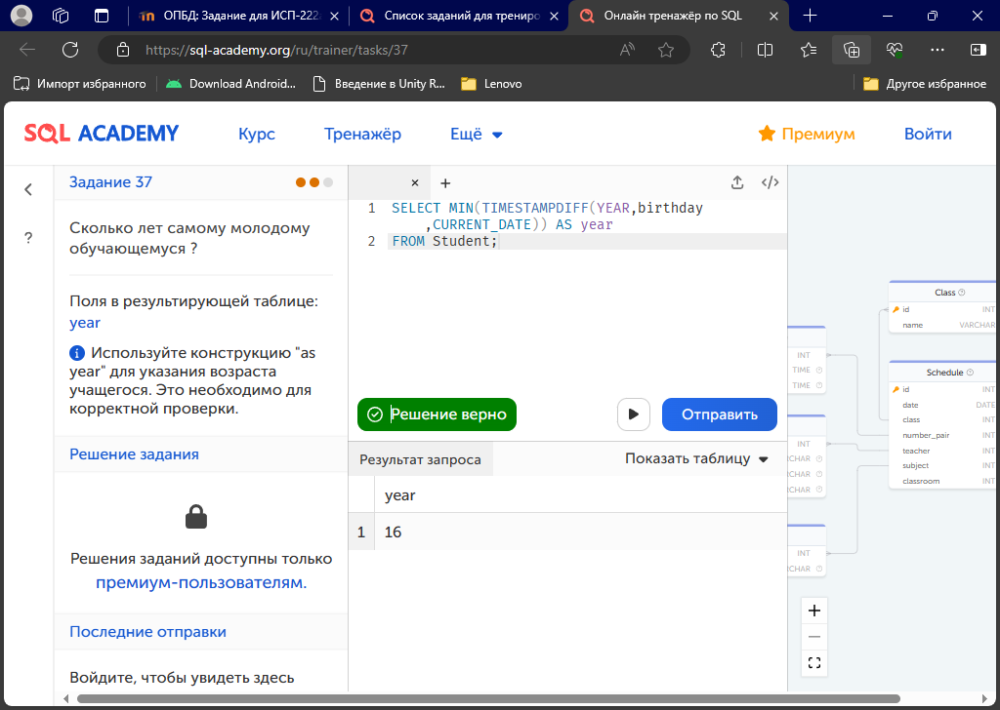 ОПБД: Задание для ИСП-222
Список заданий для трениро
Онлайн тренажёр по SQL
https://sql-academy.org/ru/trainer/tasks/37
Импорт избранного
Download Android...
Введение в Unity R...
Lenovo
Другое избранное
SQL ACADEMY
Курс
Тренажёр
Ещё
Премиум
Войти
Задание 37
Сколько лет самому молодому
обучающемуся ?
Поля в результирующей таблице:
year
Используйте конструкцию "as
year" для указания возраста
учащегося. Это необходимо для
корректной проверки.
Решение задания
Решения заданий доступны только
премиум-пользователям.
Последние отправки
Войдите, чтобы увидеть здесь
1 SELECT MIN(TIMESTAMPDIFF(YEAR,birthday
,CURRENT_DATE)) AS year
2 FROM Student;
Решение верно
Отправить
Результат запроса
Показать таблицу
year
1 16
Class
id INT
name VARCHAR
Schedule
id INT
date DATE
class INT
number_pair INT
teacher INT
subject INT
classroom INT
INT
TIME
TIME
INT
RCHAR
RCHAR
RCHAR
INT
RCHAR